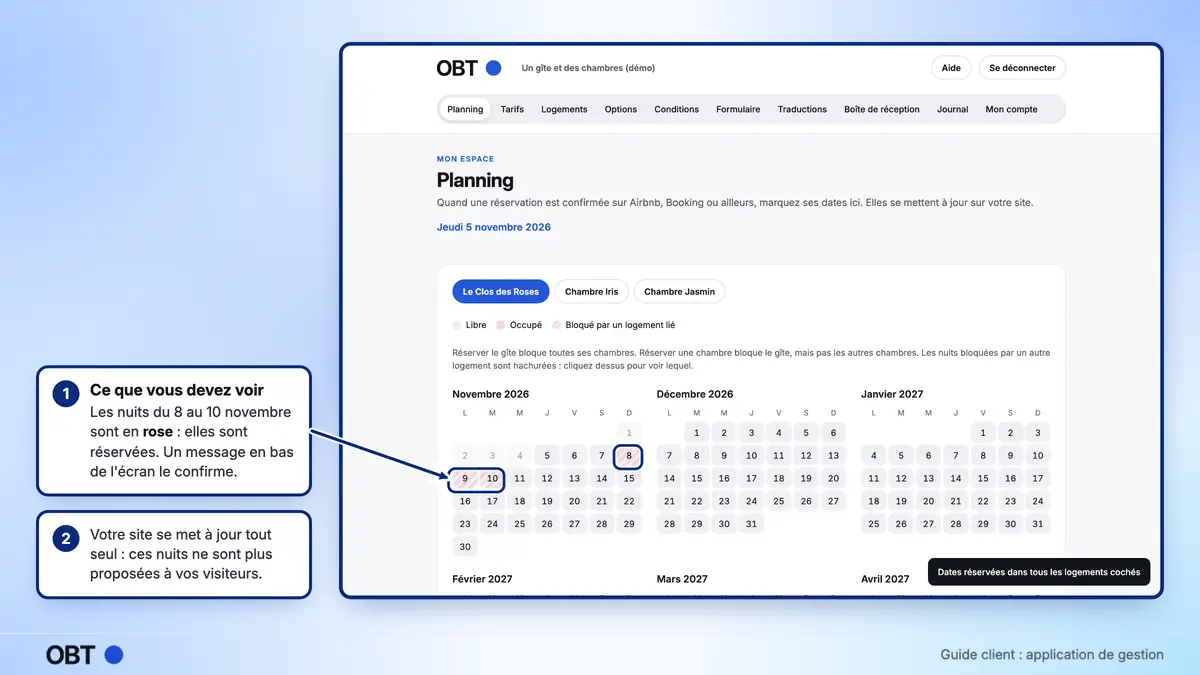 OBT
Un gîte et des chambres (démo)
Aide
Se déconnecter
Planning Tarifs Logements Options Conditions Formulaire Traductions Boîte de réception Journal Mon compte
MON ESPACE
Planning
Quand une réservation est confirmée sur Airbnb, Booking ou ailleurs, marquez ses dates ici. Elles se mettent à jour sur votre site.
Jeudi 5 novembre 2026
Le Clos des Roses Chambre Iris Chambre Jasmin
Libre Occupé Bloqué par un logement lié
Réserver le gîte bloque toutes ses chambres. Réserver une chambre bloque le gîte, mais pas les autres chambres. Les nuits bloquées par un autre
logement sont hachurées : cliquez dessus pour voir lequel.
Novembre 2026
L M M J V S D
1
2 3 4 5 6 7 8
9 10 11 12 13 14 15
16 17 18 19 20 21 22
23 24 25 26 27 28 29
30
Décembre 2026
L M M J V S D
1 2 3 4 5 6
7 8 9 10 11 12 13
14 15 16 17 18 19 20
21 22 23 24 25 26 27
28 29 30 31
Janvier 2027
L M M J V S D
1 2 3
4 5 6 7 8 9 10
11 12 13 14 15 16 17
18 19 20 21 22 23 24
25 26 27 28 29 30 31
Février 2027
Mars 2027
Avril 2027
Dates réservées dans tous les logements cochés
1
Ce que vous devez voir
Les nuits du 8 au 10 novembre
sont en rose : elles sont
réservées. Un message en bas
de l'écran le confirme.
2
Votre site se met à jour tout
seul : ces nuits ne sont plus
proposées à vos visiteurs.
OBT
Guide client : application de gestion